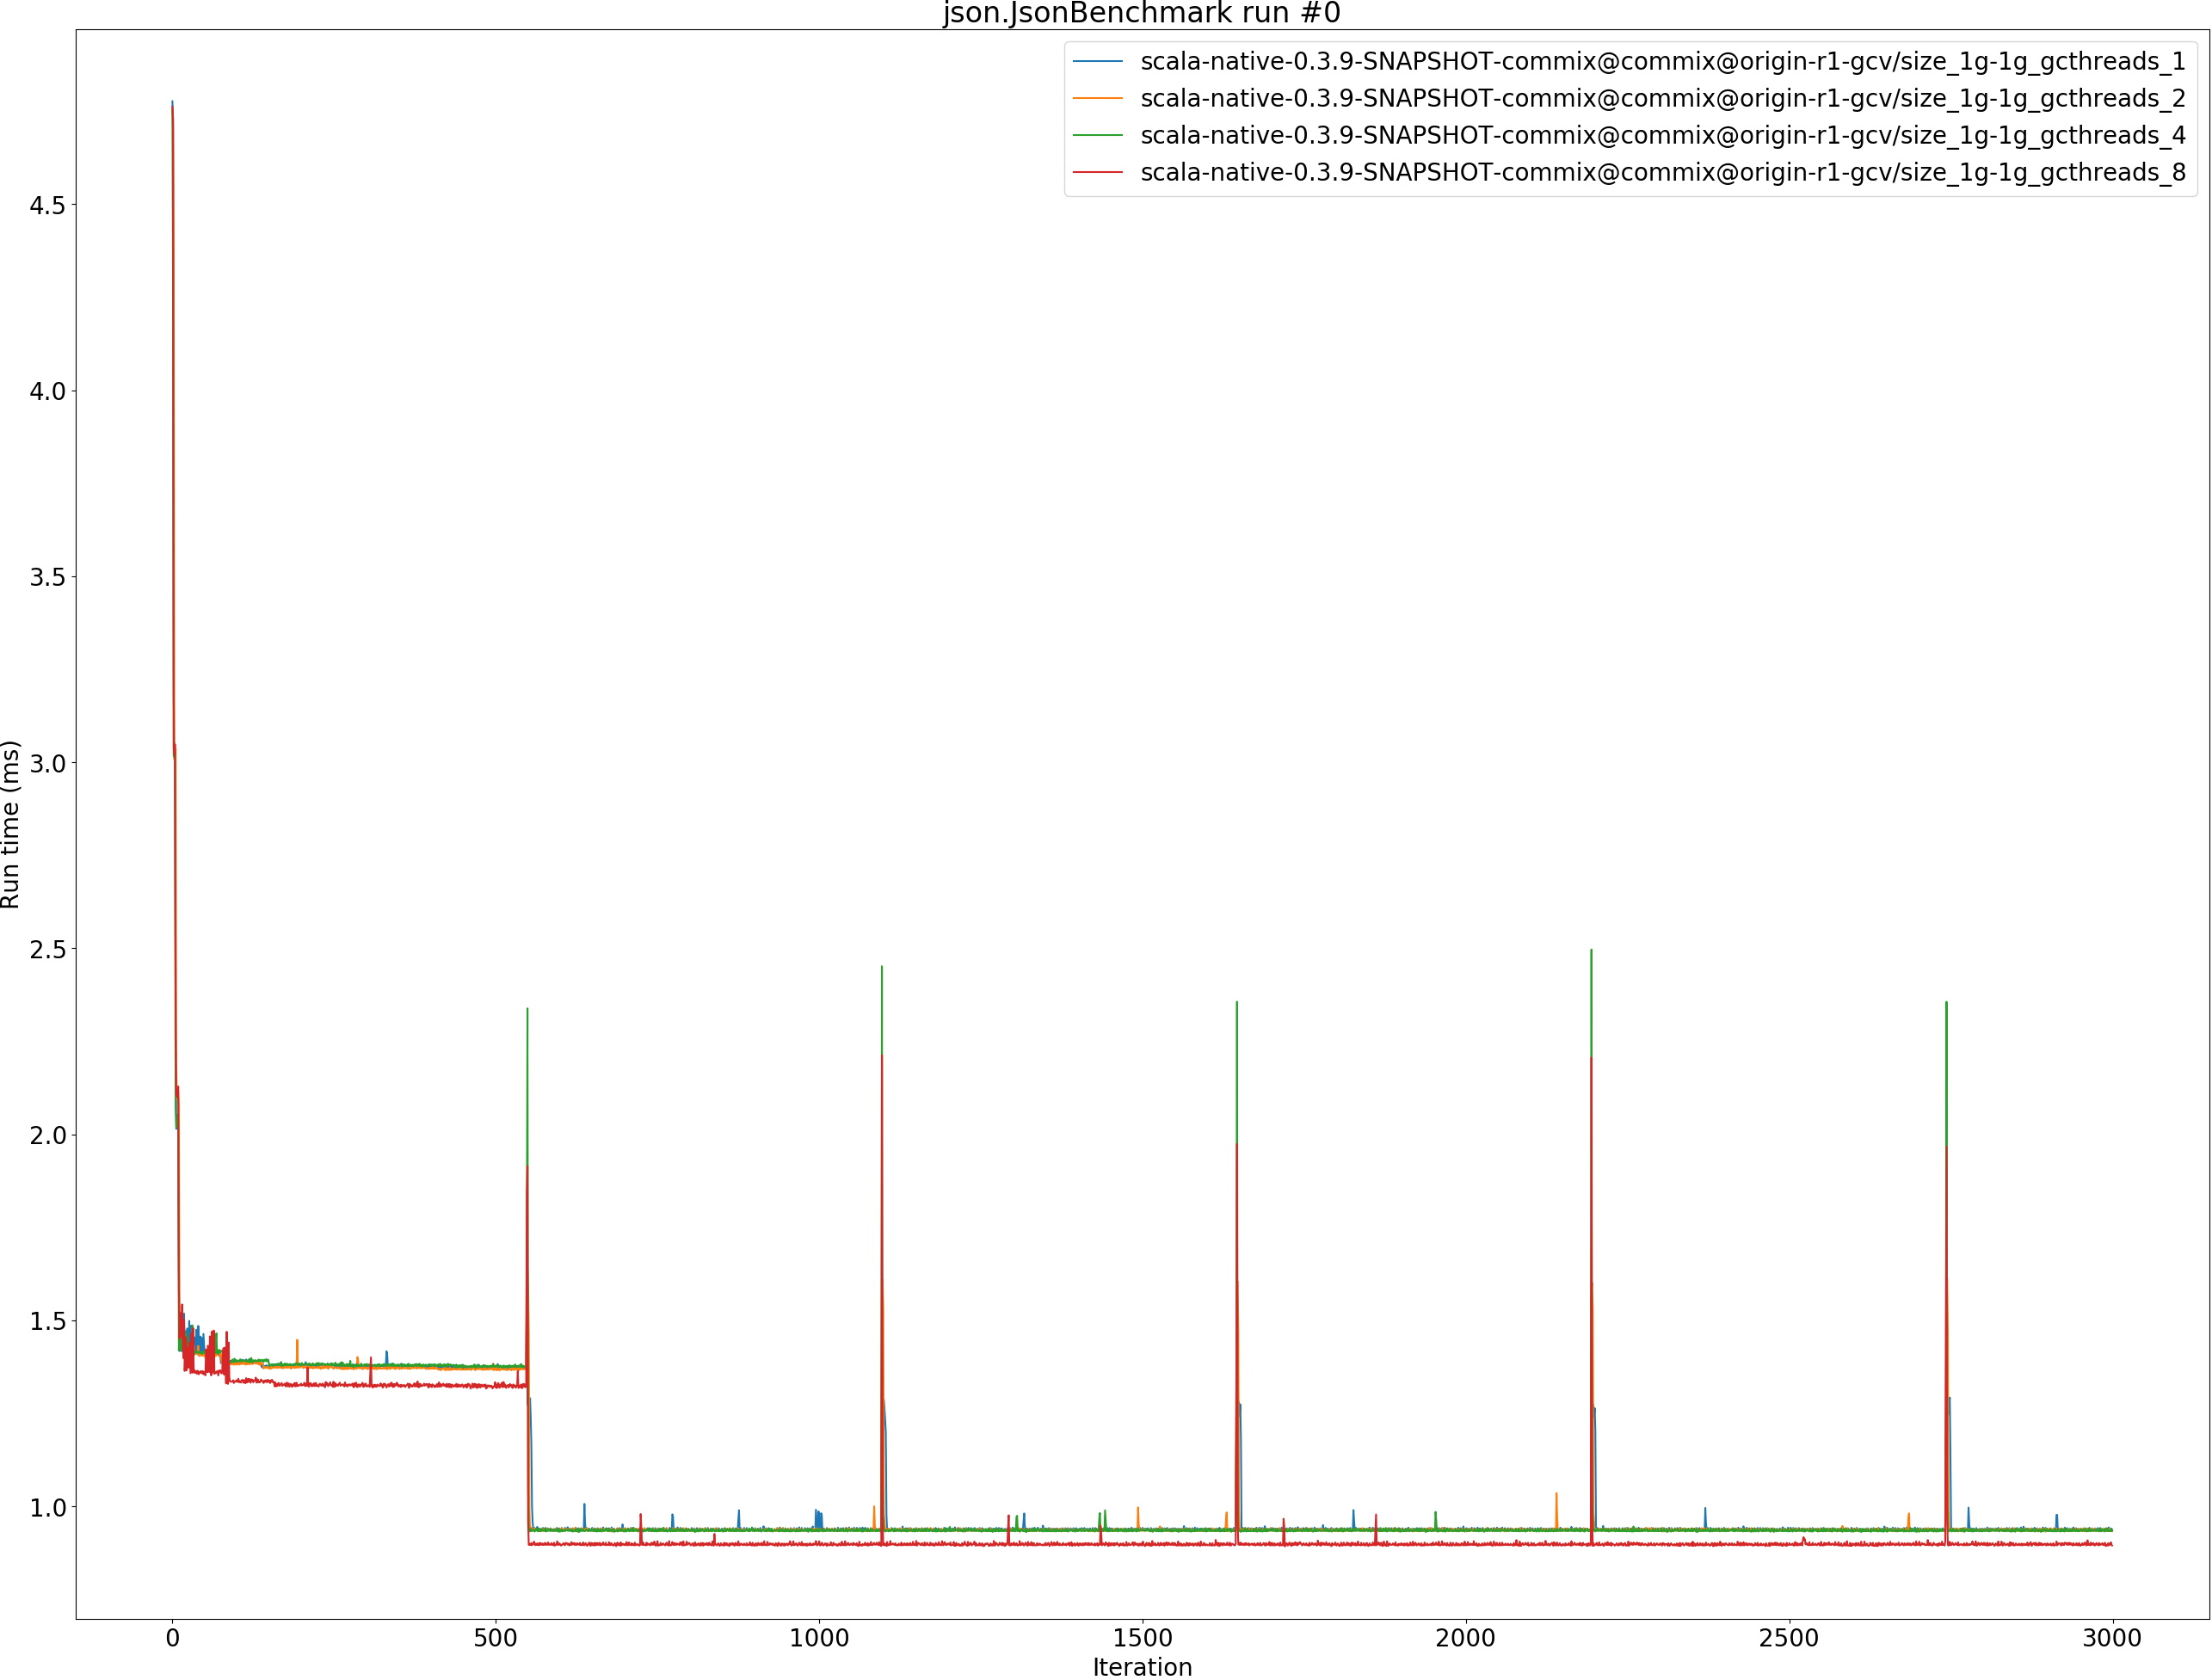 json.JsonBenchmark run #0
scala-native-0.3.9-SNAPSHOT-commix@commix@origin-r1-gcv/size_1g-1g_gcthreads_1
scala-native-0.3.9-SNAPSHOT-commix@commix@origin-r1-gcv/size_1g-1g_gcthreads_2
scala-native-0.3.9-SNAPSHOT-commix@commix@origin-r1-gcv/size_1g-1g_gcthreads_4
scala-native-0.3.9-SNAPSHOT-commix@commix@origin-r1-gcv/size_1g-1g_gcthreads_8
4.5
4.0
3.5
3.0
2.5
2.0
1.5
1.0
Run time (ms)
0 500 1000 1500 2000 2500 3000
Iteration